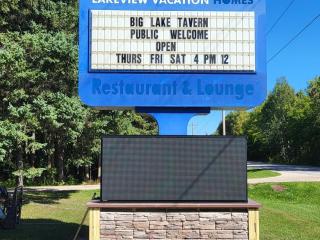 LAKEVIEW VACATION HOMES
BIG LAKE TAVERN
PUBLIC WELCOME
OPEN
THURS FRI SAT 4 PM 12
Restaurant & Lounge